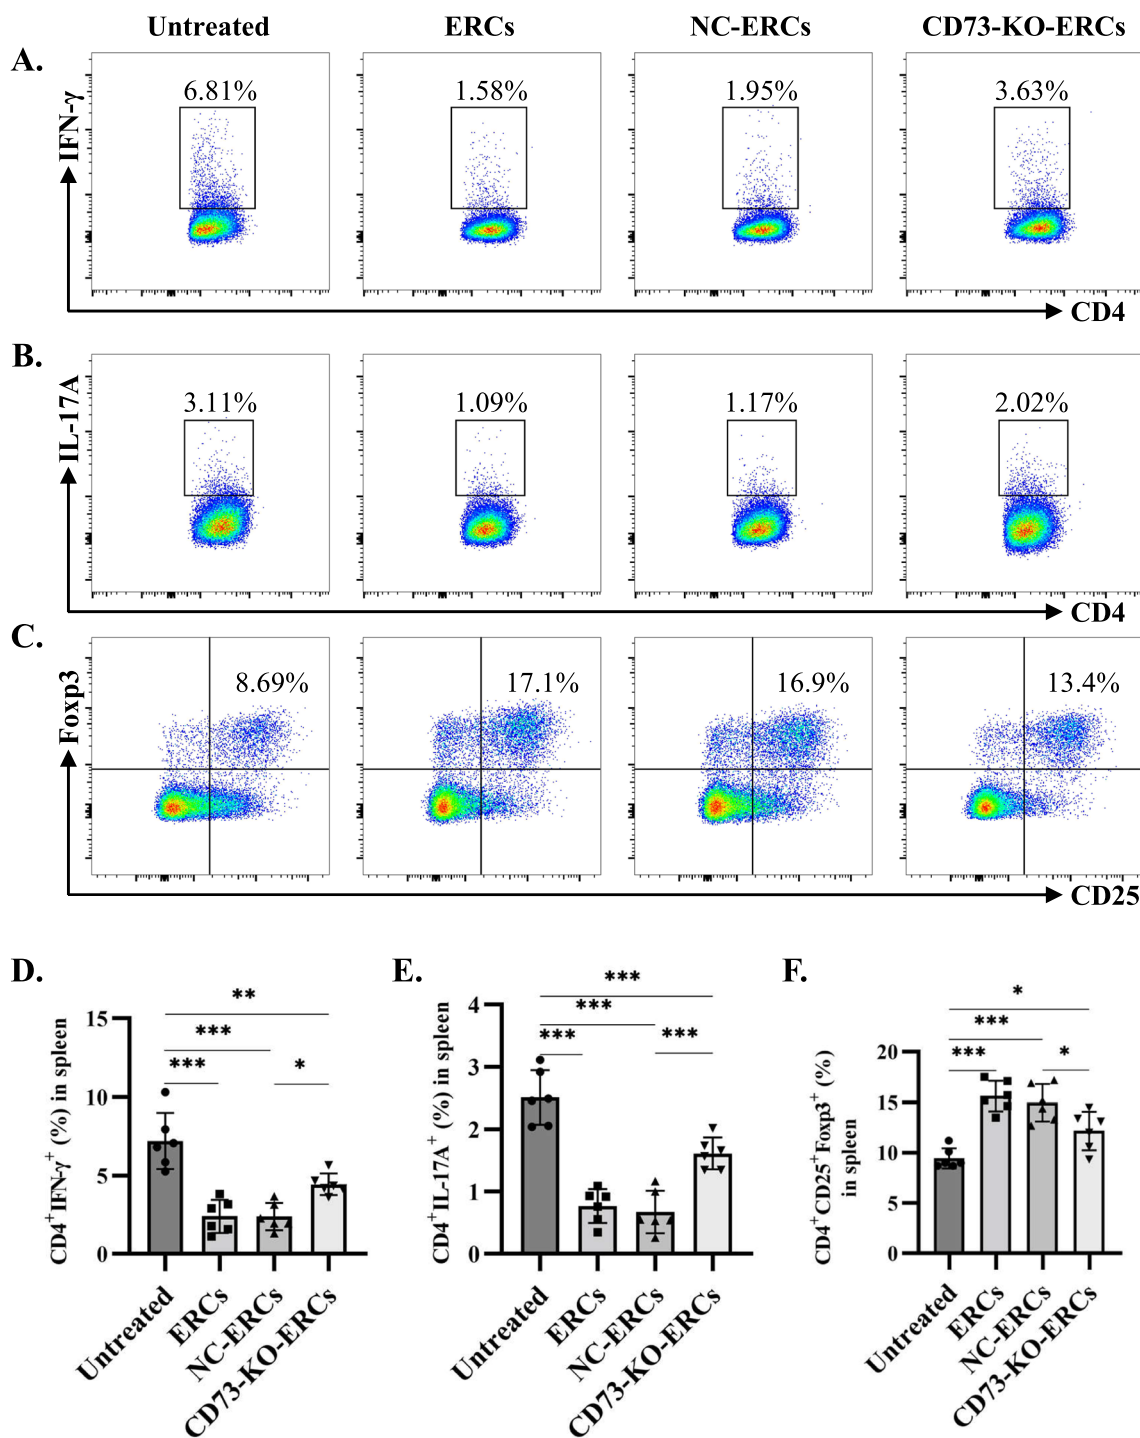 Untreated ERCs NC-ERCs CD73-KO-ERCs
A.
IFN-γ
6.81% 1.58% 1.95% 3.63%
CD4
B.
IL-17A
3.11% 1.09% 1.17% 2.02%
CD4
C.
Foxp3
8.69% 17.1% 16.9% 13.4%
CD25
D.
CD4⁺IFN-γ⁺ (%) in spleen
15
10
5
0
**
***
***
*
Untreated
ERCs
NC-ERCs
CD73-KO-ERCs
E.
CD4⁺IL-17A⁺ (%) in spleen
4
3
2
1
0
***
***
***
***
Untreated
ERCs
NC-ERCs
CD73-KO-ERCs
F.
CD4⁺CD25⁺Foxp3⁺ (%)
in spleen
20
15
10
5
0
*
***
***
*
Untreated
ERCs
NC-ERCs
CD73-KO-ERCs